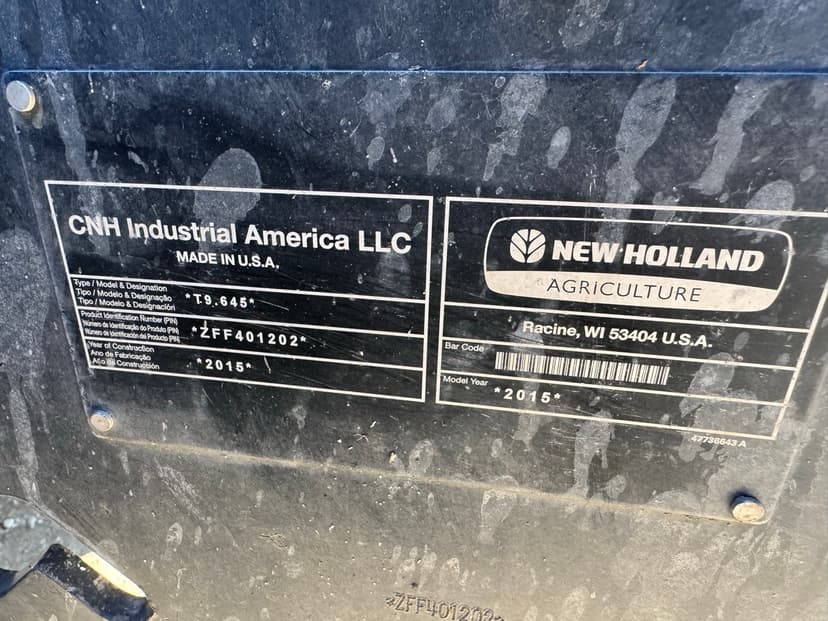 CNH Industrial America LLC
MADE IN U.S.A.
Type / Model & Designation
Tipo / Modelo & Designação
Tipo / Modelo & Designación
*T9.645*
Product Identification Number (PIN)
Número de Identificação do Produto (PIN)
Número de Identificación del Producto (PIN)
*ZFF401202*
Year of Construction
Ano de Fabricação
Año de Construcción
*2015*
NEW HOLLAND
AGRICULTURE
Racine, WI 53404 U.S.A.
Bar Code
Model Year
*2015*
47736643 A
*ZFF401202*